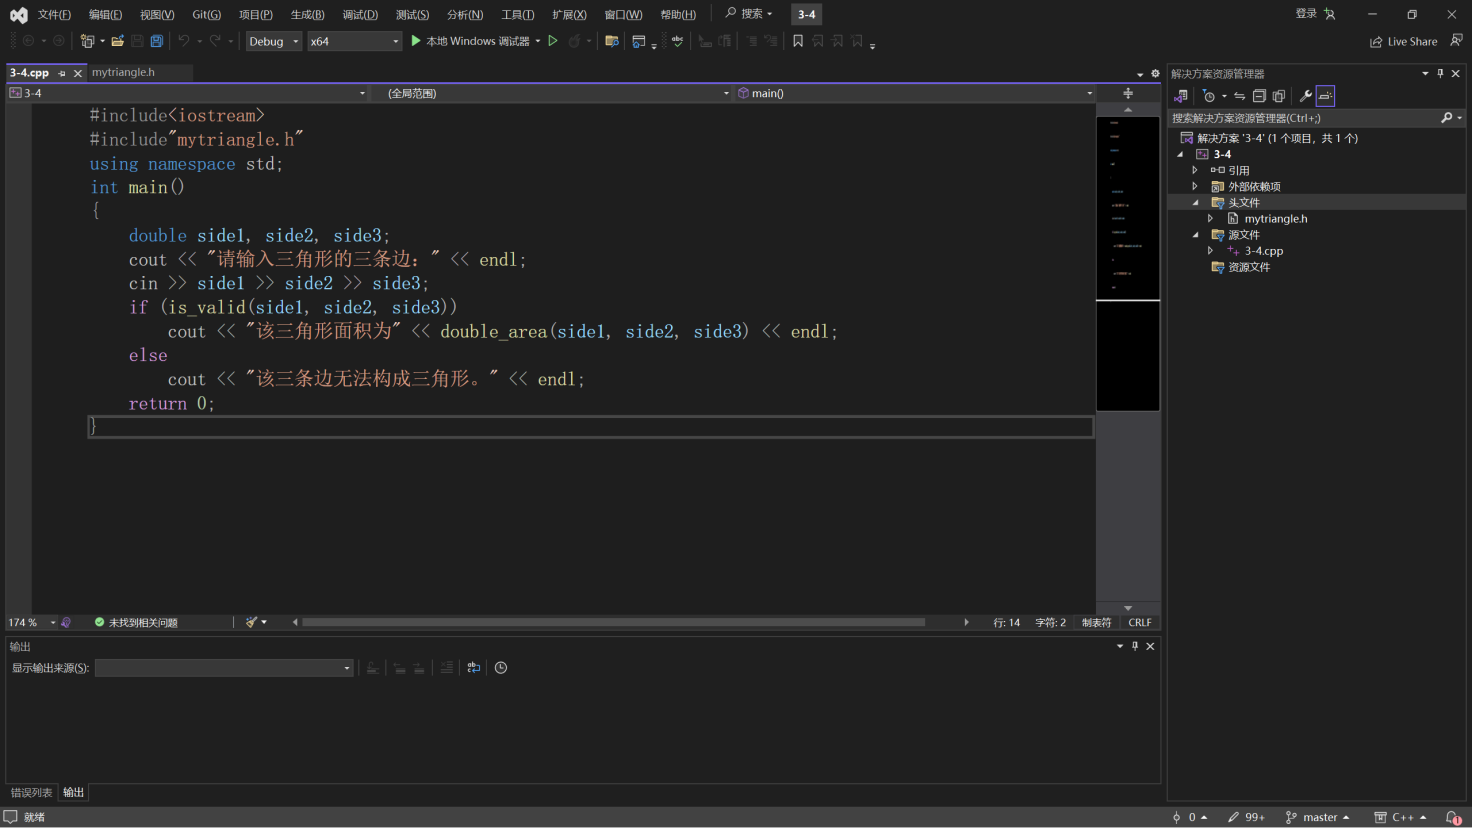 文件(F) 编辑(E) 视图(V) Git(G) 项目(P) 生成(B) 调试(D) 测试(S) 分析(N) 工具(T) 扩展(X) 窗口(W) 帮助(H) 搜索 3-4 登录
Debug x64 本地 Windows 调试器 Live Share
3-4.cpp mytriangle.h
3-4 (全局范围) main()
#include<iostream>
#include"mytriangle.h"
using namespace std;
int main()
{
double side1, side2, side3;
cout << "请输入三角形的三条边：" << endl;
cin >> side1 >> side2 >> side3;
if (is_valid(side1, side2, side3))
cout << "该三角形面积为" << double_area(side1, side2, side3) << endl;
else
cout << "该三条边无法构成三角形。" << endl;
return 0;
}
174 % 未找到相关问题 行: 14 字符: 2 制表符 CRLF
输出
显示输出来源(S):
错误列表 输出
就绪
解决方案资源管理器
搜索解决方案资源管理器(Ctrl+;)
解决方案 '3-4' (1 个项目，共 1 个)
3-4
引用
外部依赖项
头文件
mytriangle.h
源文件
3-4.cpp
资源文件
0 99+ master C++ 1